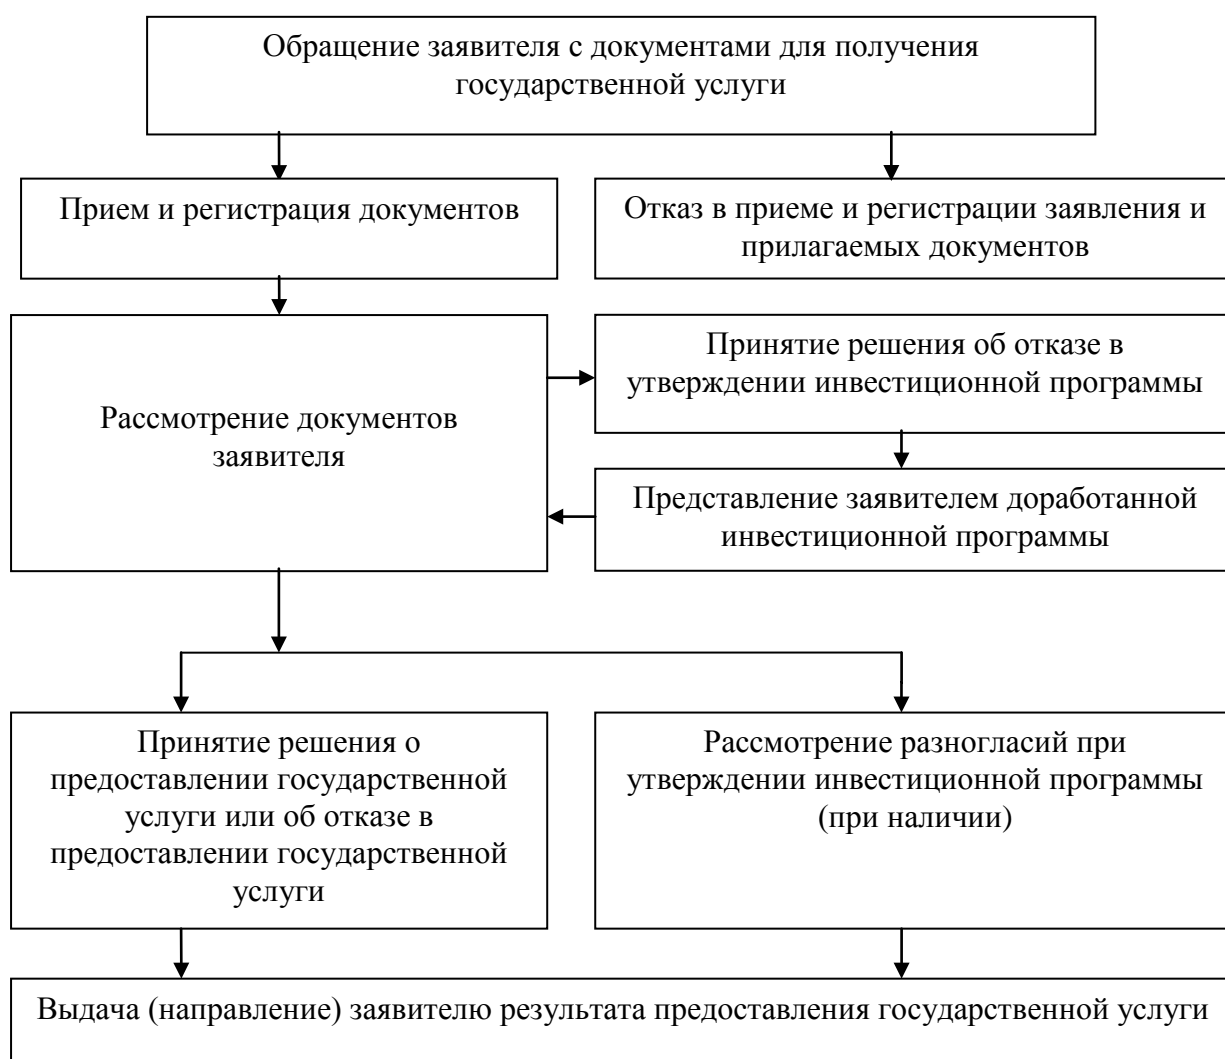 Обращение заявителя с документами для получения
государственной услуги
Прием и регистрация документов
Отказ в приеме и регистрации заявления и
прилагаемых документов
Рассмотрение документов
заявителя
Принятие решения об отказе в
утверждении инвестиционной программы
Представление заявителем доработанной
инвестиционной программы
Принятие решения о
предоставлении государственной
услуги или об отказе в
предоставлении государственной
услуги
Рассмотрение разногласий при
утверждении инвестиционной программы
(при наличии)
Выдача (направление) заявителю результата предоставления государственной услуги